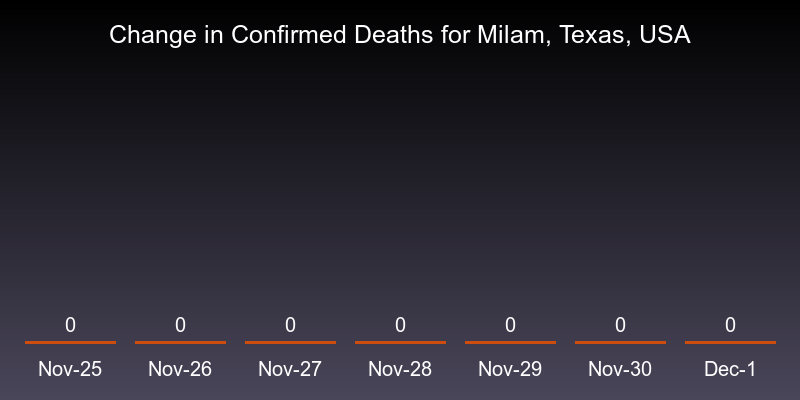 Change in Confirmed Deaths for Milam, Texas, USA
0 0 0 0 0 0 0
Nov-25 Nov-26 Nov-27 Nov-28 Nov-29 Nov-30 Dec-1